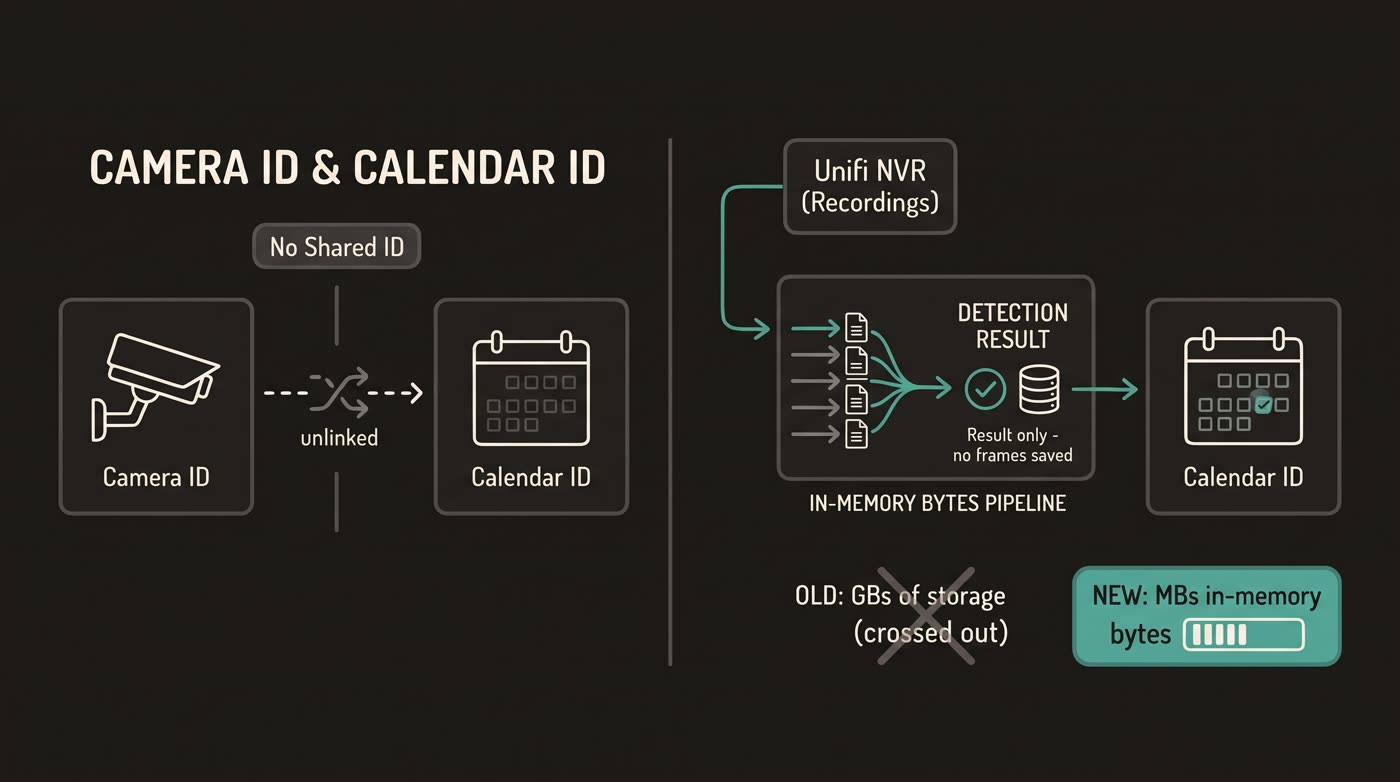 CAMERA ID & CALENDAR ID
No Shared ID
Camera ID
unlinked
Calendar ID
Unifi NVR
(Recordings)
DETECTION
RESULT
Result only -
no frames saved
IN-MEMORY BYTES PIPELINE
Calendar ID
OLD: GBs of storage
(crossed out)
NEW: MBs in-memory
bytes